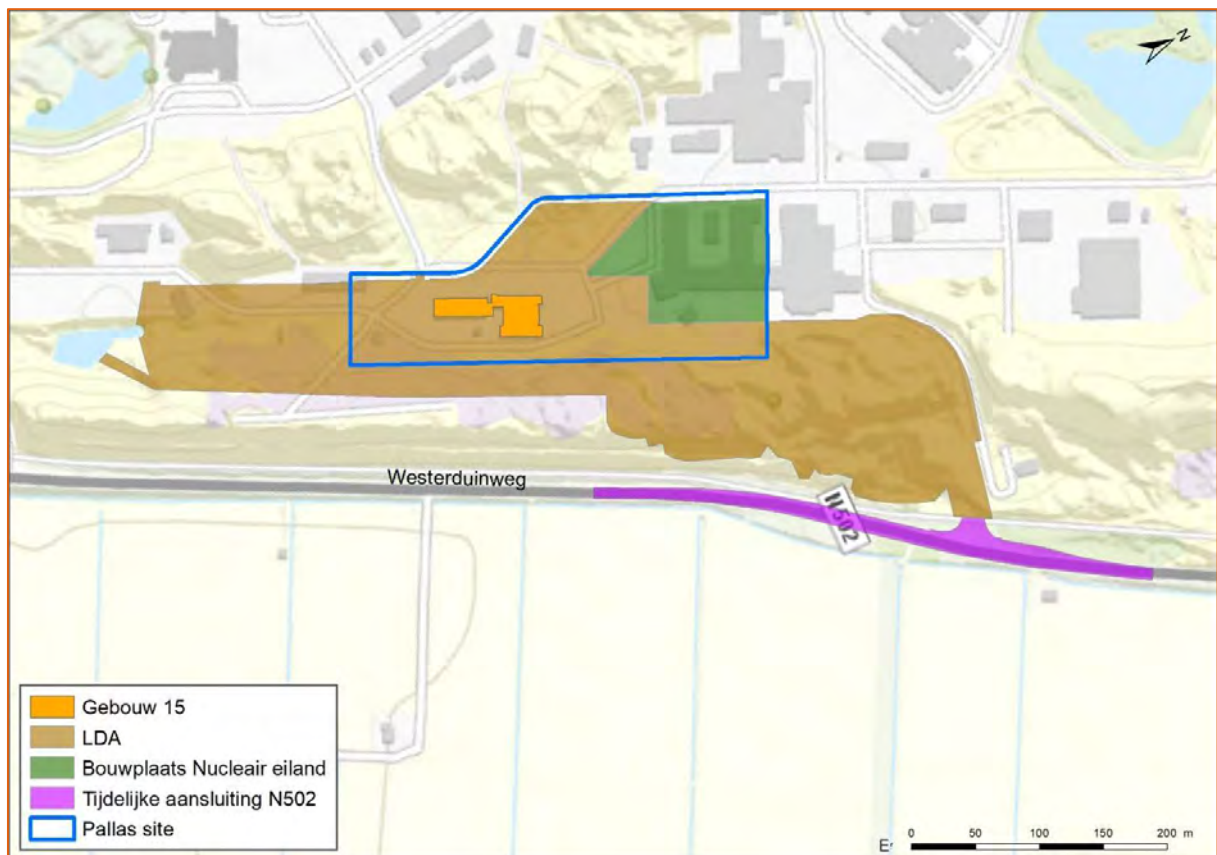 N
Westerduinweg
N502
Gebouw 15
LDA
Bouwplaats Nucleair eiland
Tijdelijke aansluiting N502
Pallas site
E
0 50 100 150 200 m